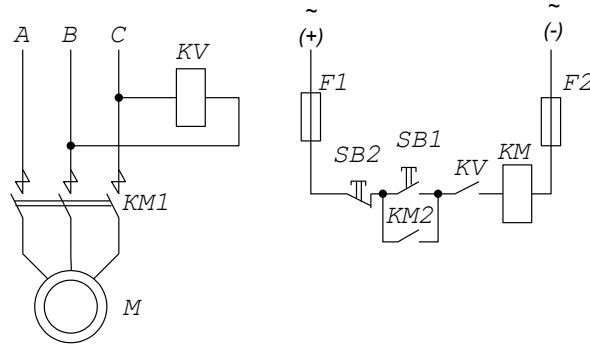 A B C
KV
KM1
M
~ ~
(+) (-)
F1 F2
SB2 SB1 KV KM
KM2